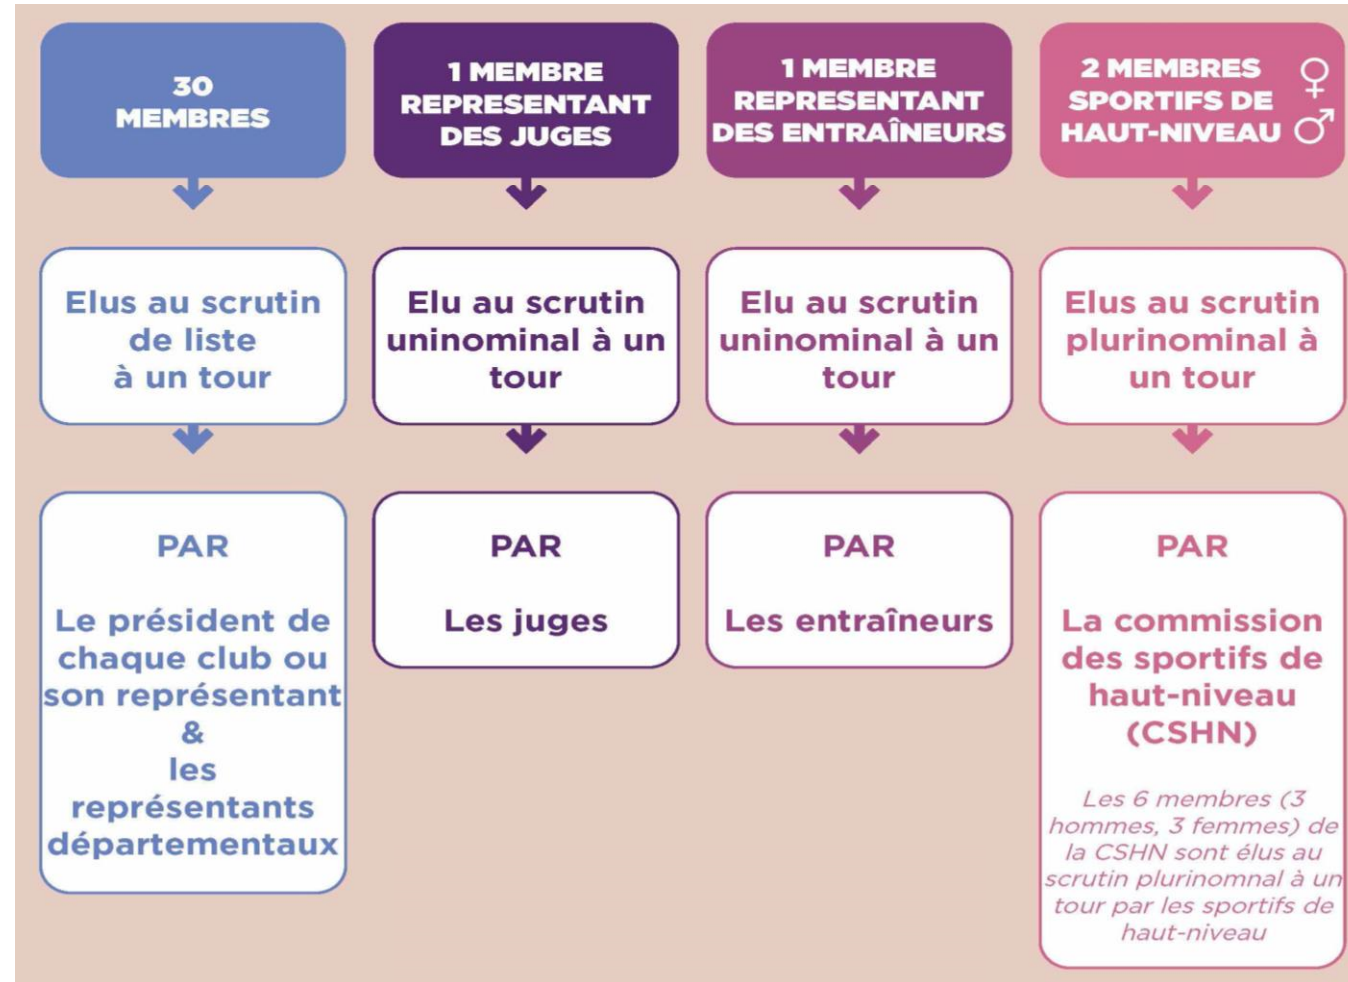 30
MEMBRES
1 MEMBRE
REPRESENTANT
DES JUGES
1 MEMBRE
REPRESENTANT
DES ENTRAÎNEURS
2 MEMBRES
SPORTIFS DE
HAUT-NIVEAU
Elus au scrutin
de liste
à un tour
Elu au scrutin
uninominal à un
tour
Elu au scrutin
uninominal à un
tour
Elus au scrutin
plurinominal à
un tour
PAR
Le président de
chaque club ou
son représentant
&
les
représentants
départementaux
PAR
Les juges
PAR
Les entraîneurs
PAR
La commission
des sportifs de
haut-niveau
(CSHN)
Les 6 membres (3
hommes, 3 femmes) de
la CSHN sont élus au
scrutin plurinomnal à un
tour par les sportifs de
haut-niveau